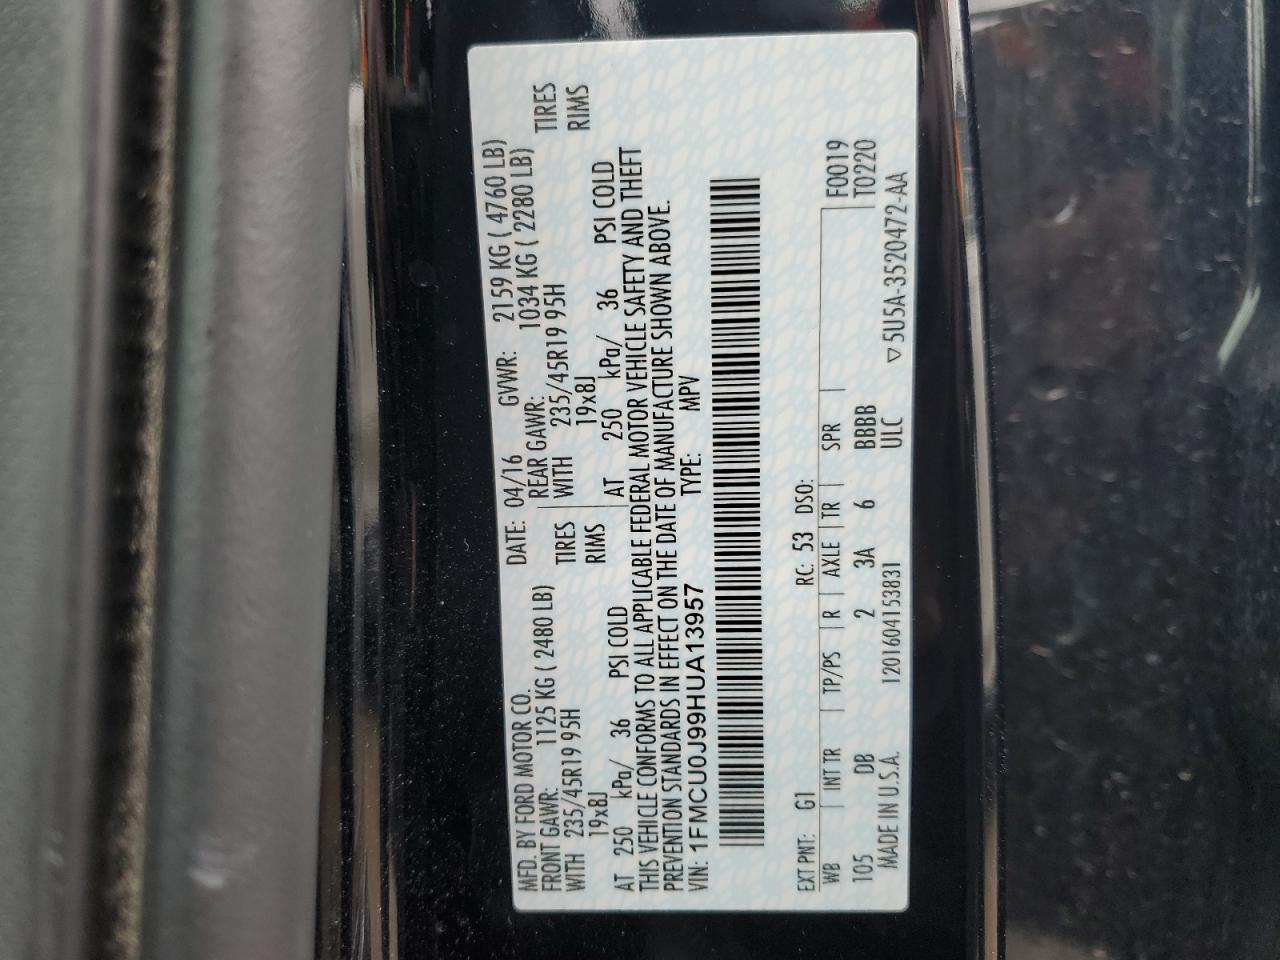 MFD. BY FORD MOTOR CO.
DATE: 04/16 GVWR: 2159 KG ( 4760 LB)
FRONT GAWR: 1125 KG ( 2480 LB)
REAR GAWR: 1034 KG ( 2280 LB)
WITH 235/45R19 95H TIRES
WITH 235/45R19 95H TIRES
19x8J RIMS
19x8J RIMS
AT 250 kPa/ 36 PSI COLD
AT 250 kPa/ 36 PSI COLD
THIS VEHICLE CONFORMS TO ALL APPLICABLE FEDERAL MOTOR VEHICLE SAFETY AND THEFT
PREVENTION STANDARDS IN EFFECT ON THE DATE OF MANUFACTURE SHOWN ABOVE.
VIN: 1FMCU0J99HUA13957 TYPE: MPV
EXT PNT: G1 RC: 53 DSO:
WB INT TR TP/PS R AXLE TR SPR F0019
105 DB 2 3A 6 BBBB T0220
MADE IN U.S.A. 1201604153831 ULC ▽ 5U5A-3520472-AA